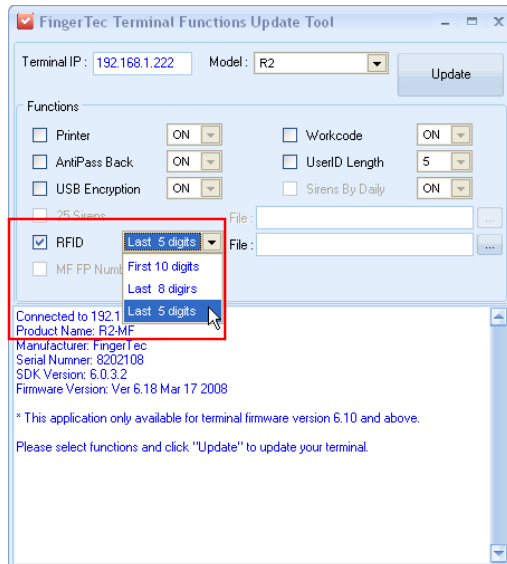 FingerTec Terminal Functions Update Tool
Terminal IP : 192.168.1.222 Model : R2 Update
Functions
Printer ON Workcode ON
AntiPass Back ON UserID Length 5
USB Encryption ON Sirens By Daily ON
25 Sirens File :
RFID Last 5 digits File : ...
MF FP Num First 10 digits
Last 8 digirs
Last 5 digits
Connected to 192.1
Product Name: R2-MF
Manufacturer: FingerTec
Serial Numner: 8202108
SDK Version: 6.0.3.2
Firmware Version: Ver 6.18 Mar 17 2008
* This application only available for terminal firmware version 6.10 and above.
Please select functions and click "Update" to update your terminal.